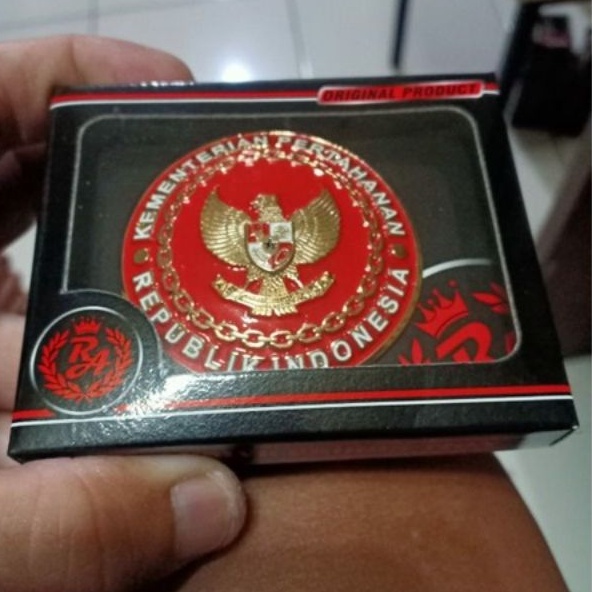 ORIGINAL PRODUCT
KEMENTERIAN PERTAHANAN
REPUBLIK INDONESIA
RA
R